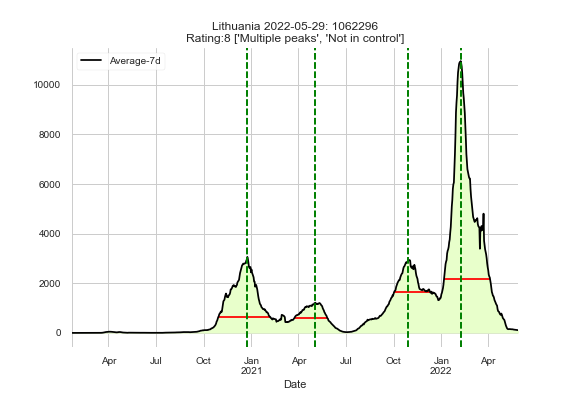 Lithuania 2022-05-29: 1062296
Rating:8 ['Multiple peaks', 'Not in control']
Average-7d
10000
8000
6000
4000
2000
0
Apr Jul Oct Jan Apr Jul Oct Jan Apr
2021 2022
Date